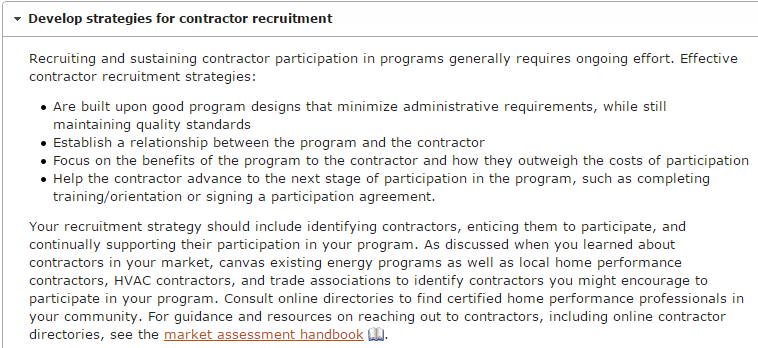 Develop strategies for contractor recruitment
Recruiting and sustaining contractor participation in programs generally requires ongoing effort. Effective
contractor recruitment strategies:
Are built upon good program designs that minimize administrative requirements, while still
maintaining quality standards
Establish a relationship between the program and the contractor
Focus on the benefits of the program to the contractor and how they outweigh the costs of participation
Help the contractor advance to the next stage of participation in the program, such as completing
training/orientation or signing a participation agreement.
Your recruitment strategy should include identifying contractors, enticing them to participate, and
continually supporting their participation in your program. As discussed when you learned about
contractors in your market, canvas existing energy programs as well as local home performance
contractors, HVAC contractors, and trade associations to identify contractors you might encourage to
participate in your program. Consult online directories to find certified home performance professionals in
your community. For guidance and resources on reaching out to contractors, including online contractor
directories, see the market assessment handbook.